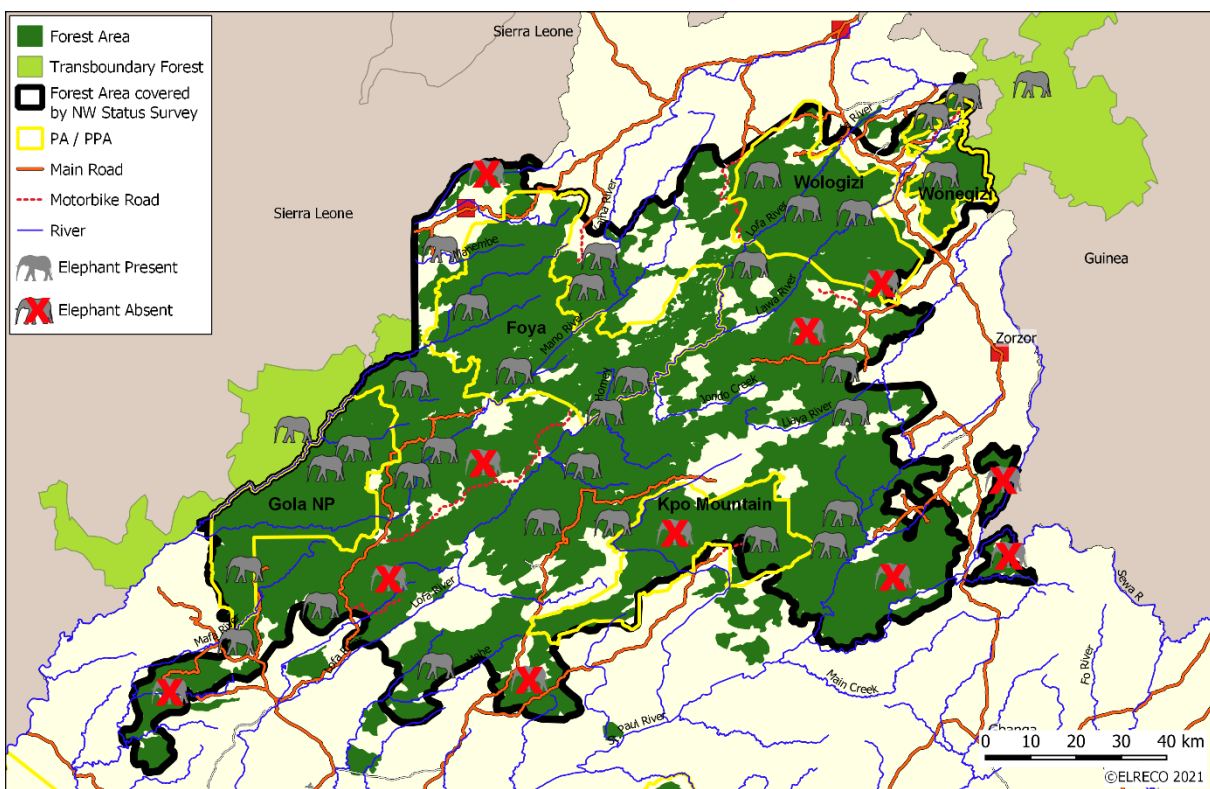 Forest Area
Transboundary Forest
Forest Area covered
by NW Status Survey
PA / PPA
Main Road
Motorbike Road
River
Elephant Present
Elephant Absent
Sierra Leone
Sierra Leone
Guinea
Wologizi
Wonegizi
Lofa River
Lawa River
Foya
Mano River
Zorzor
Jondo Creek
Llaya River
Gola NP
Kpo Mountain
Lofa River
Mafa River
Sewa R
Fo River
Main Creek
St paul River
0 10 20 30 40 km
©ELRECO 2021